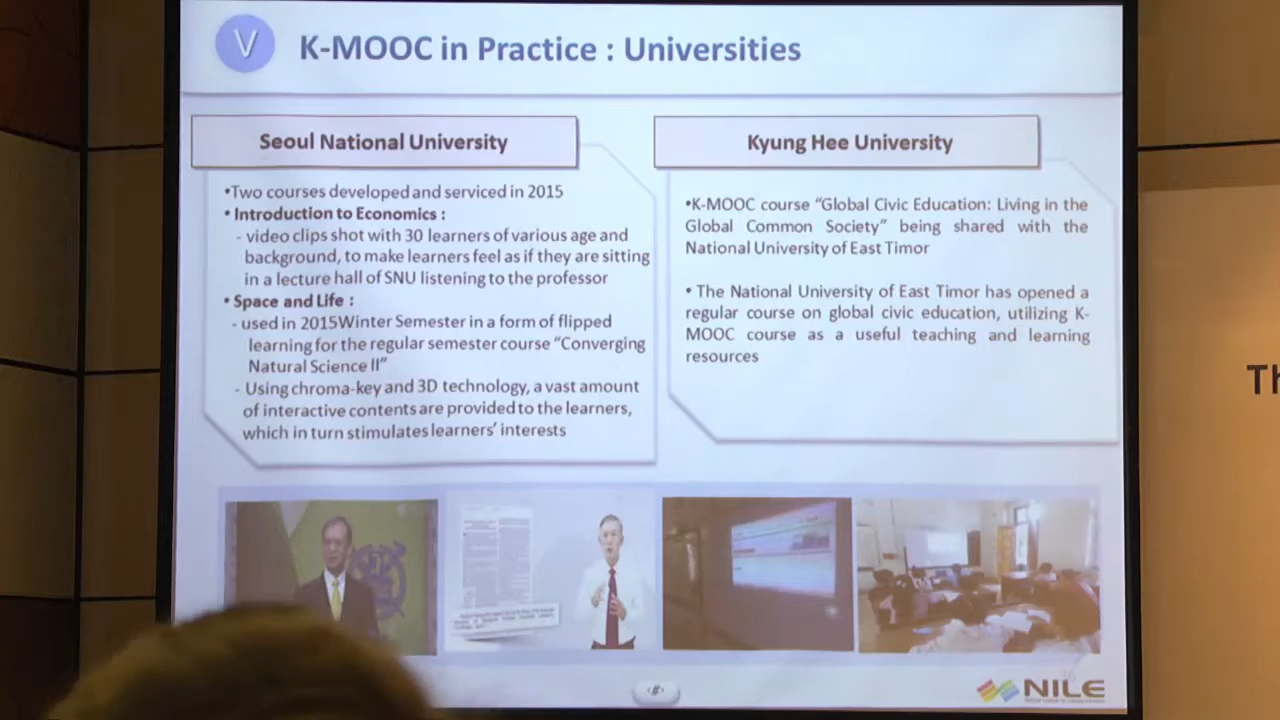 V
K-MOOC in Practice : Universities
Seoul National University
•Two courses developed and serviced in 2015
• Introduction to Economics :
- video clips shot with 30 learners of various age and
background, to make learners feel as if they are sitting
in a lecture hall of SNU listening to the professor
• Space and Life :
- used in 2015Winter Semester in a form of flipped
learning for the regular semester course “Converging
Natural Science II”
- Using chroma-key and 3D technology, a vast amount
of interactive contents are provided to the learners,
which in turn stimulates learners’ interests
Kyung Hee University
•K-MOOC course “Global Civic Education: Living in the
Global Common Society” being shared with the
National University of East Timor
• The National University of East Timor has opened a
regular course on global civic education, utilizing K-
MOOC course as a useful teaching and learning
resources
‹#›
NILE
Th